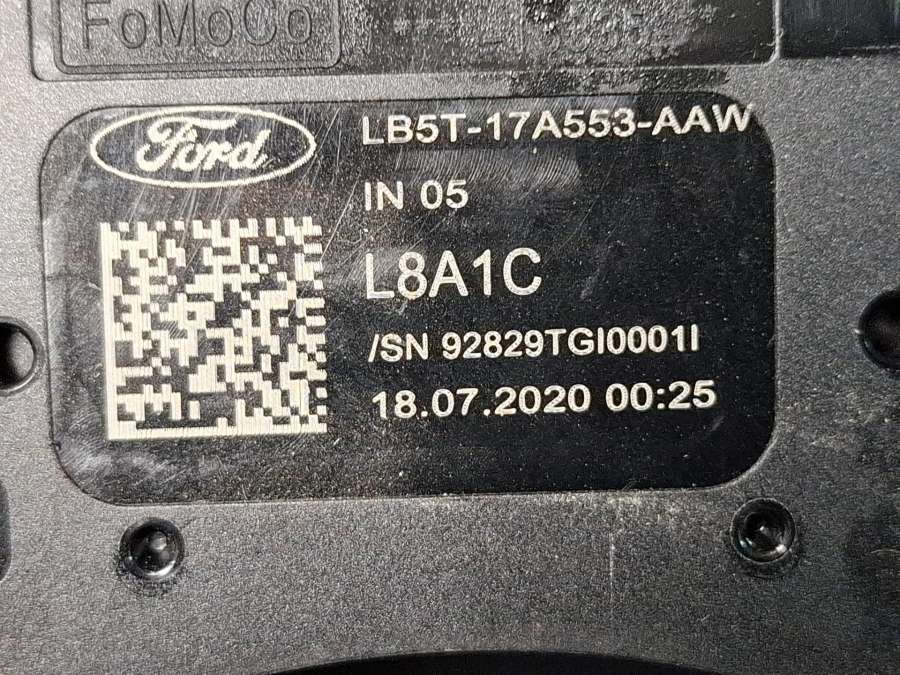 FoMoCo
Ford
LB5T-17A553-AAW
IN 05
L8A1C
/SN 92829TGI0001I
18.07.2020 00:25